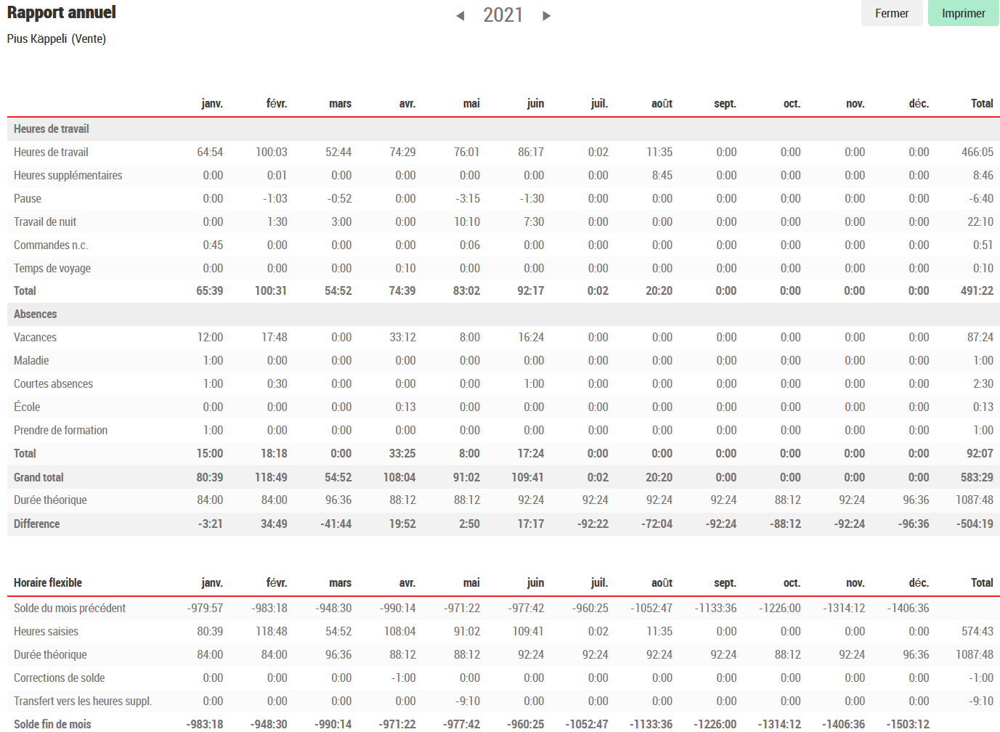 Rapport annuel
2021
Fermer
Imprimer
Pius Käppeli (Vente)
janv. févr. mars avr. mai juin juil. août sept. oct. nov. déc. Total
Heures de travail
Heures de travail 64:54 100:03 52:44 74:29 76:01 86:17 0:02 11:35 0:00 0:00 0:00 0:00 466:05
Heures supplémentaires 0:00 0:01 0:00 0:00 0:00 0:00 0:00 8:45 0:00 0:00 0:00 0:00 8:46
Pause 0:00 -1:03 -0:52 0:00 -3:15 -1:30 0:00 0:00 0:00 0:00 0:00 0:00 -6:40
Travail de nuit 0:00 1:30 3:00 0:00 10:10 7:30 0:00 0:00 0:00 0:00 0:00 0:00 22:10
Commandes n.c. 0:45 0:00 0:00 0:00 0:06 0:00 0:00 0:00 0:00 0:00 0:00 0:00 0:51
Temps de voyage 0:00 0:00 0:00 0:10 0:00 0:00 0:00 0:00 0:00 0:00 0:00 0:00 0:10
Total 65:39 100:31 54:52 74:39 83:02 92:17 0:02 20:20 0:00 0:00 0:00 0:00 491:22
Absences
Vacances 12:00 17:48 0:00 33:12 8:00 16:24 0:00 0:00 0:00 0:00 0:00 0:00 87:24
Maladie 1:00 0:00 0:00 0:00 0:00 0:00 0:00 0:00 0:00 0:00 0:00 0:00 1:00
Courtes absences 1:00 0:30 0:00 0:00 0:00 1:00 0:00 0:00 0:00 0:00 0:00 0:00 2:30
École 0:00 0:00 0:00 0:13 0:00 0:00 0:00 0:00 0:00 0:00 0:00 0:00 0:13
Prendre de formation 1:00 0:00 0:00 0:00 0:00 0:00 0:00 0:00 0:00 0:00 0:00 0:00 1:00
Total 15:00 18:18 0:00 33:25 8:00 17:24 0:00 0:00 0:00 0:00 0:00 0:00 92:07
Grand total 80:39 118:49 54:52 108:04 91:02 109:41 0:02 20:20 0:00 0:00 0:00 0:00 583:29
Durée théorique 84:00 84:00 96:36 88:12 88:12 92:24 92:24 92:24 92:24 88:12 92:24 96:36 1087:48
Difference -3:21 34:49 -41:44 19:52 2:50 17:17 -92:22 -72:04 -92:24 -88:12 -92:24 -96:36 -504:19
Horaire flexible janv. févr. mars avr. mai juin juil. août sept. oct. nov. déc. Total
Solde du mois précédent -979:57 -983:18 -948:30 -990:14 -971:22 -977:42 -960:25 -1052:47 -1133:36 -1226:00 -1314:12 -1406:36
Heures saisies 80:39 118:48 54:52 108:04 91:02 109:41 0:02 11:35 0:00 0:00 0:00 0:00 574:43
Durée théorique 84:00 84:00 96:36 88:12 88:12 92:24 92:24 92:24 92:24 88:12 92:24 96:36 1087:48
Corrections de solde 0:00 0:00 0:00 -1:00 0:00 0:00 0:00 0:00 0:00 0:00 0:00 0:00 -1:00
Transfert vers les heures suppl. 0:00 0:00 0:00 0:00 -9:10 0:00 0:00 0:00 0:00 0:00 0:00 0:00 -9:10
Solde fin de mois -983:18 -948:30 -990:14 -971:22 -977:42 -960:25 -1052:47 -1133:36 -1226:00 -1314:12 -1406:36 -1503:12